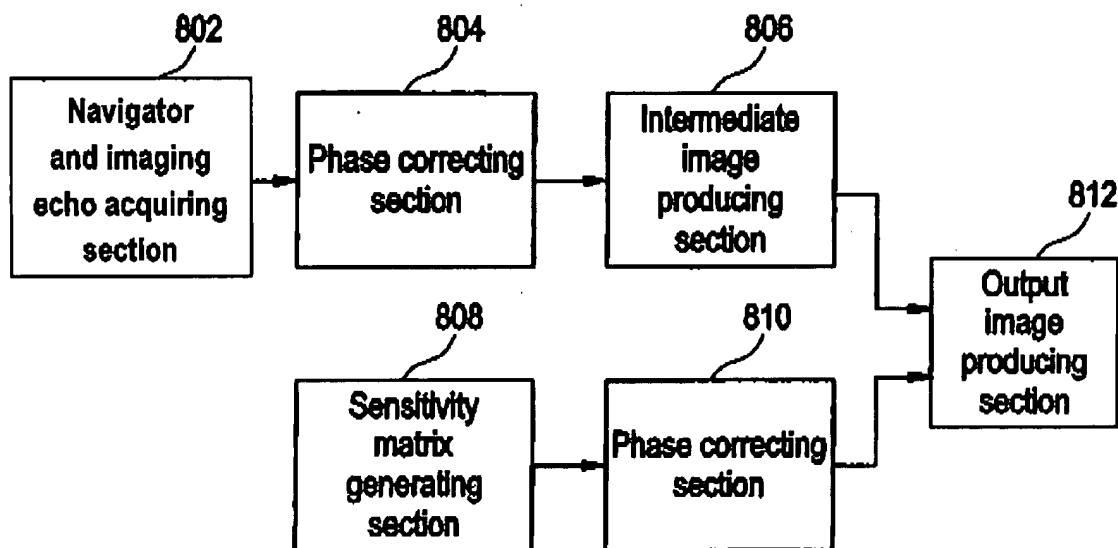 802
804
806
Navigator
and imaging
echo acquiring
section
Phase correcting
section
Intermediate
image
producing
section
812
808
810
Output
image
producing
section
Sensitivity
matrix
generating
section
Phase correcting
section